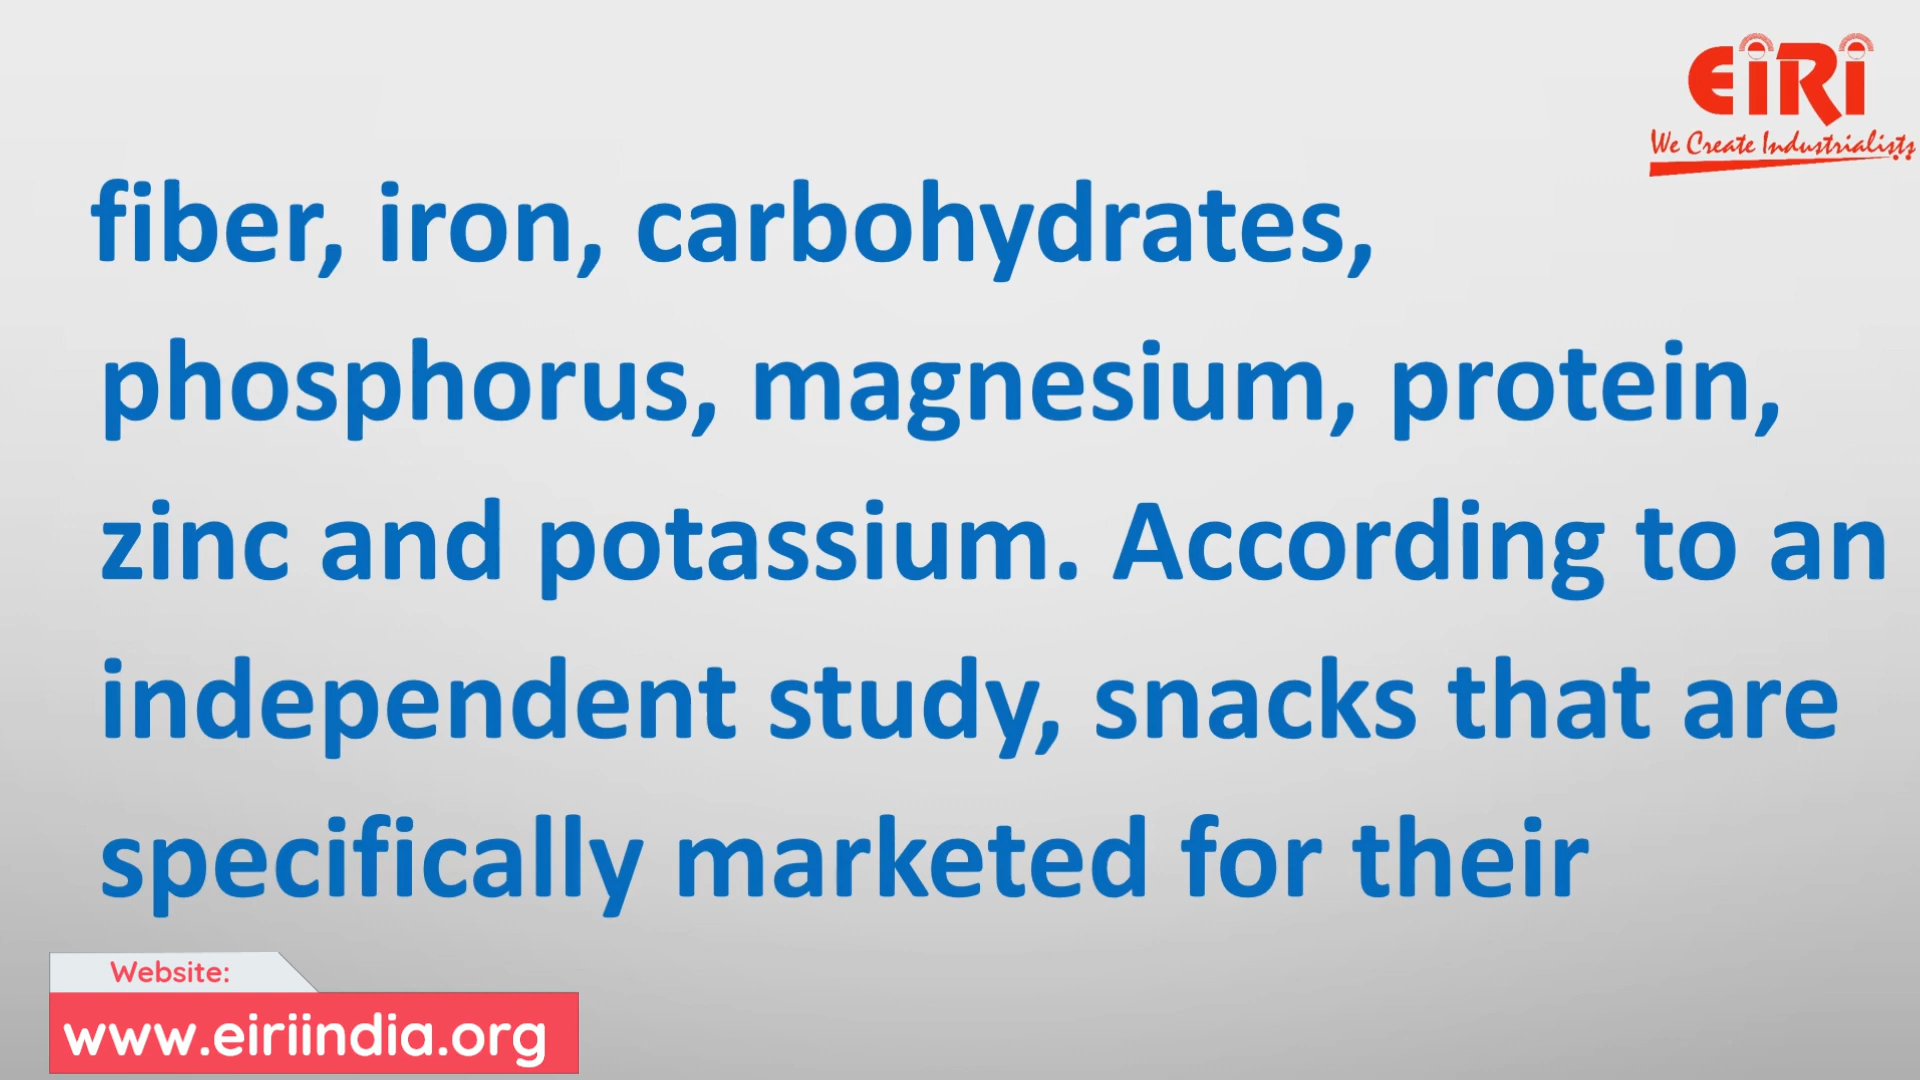 EiRi
We Create Industrialists
fiber, iron, carbohydrates,
phosphorus, magnesium, protein,
zinc and potassium. According to an
independent study, snacks that are
specifically marketed for their
Website:
www.eiriindia.org